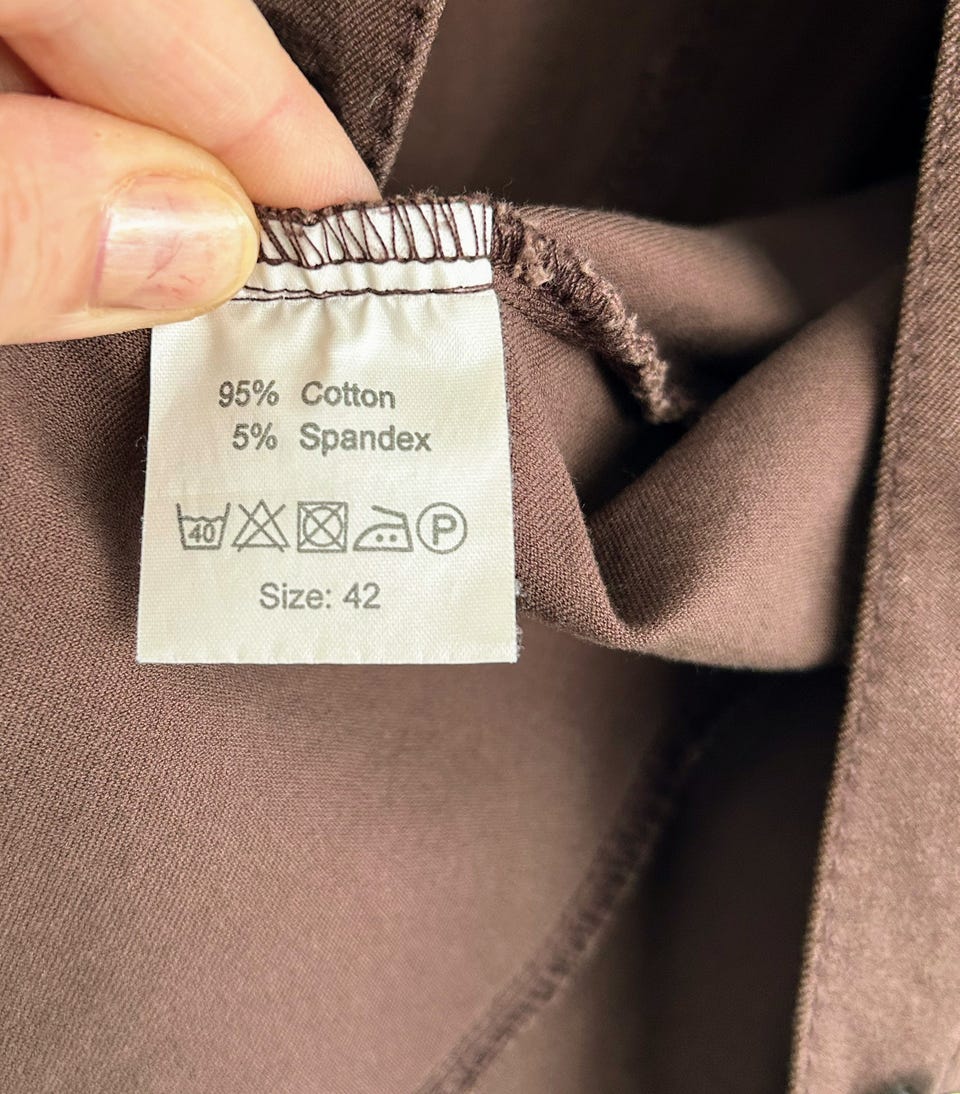 95% Cotton
5% Spandex
40 P
Size: 42